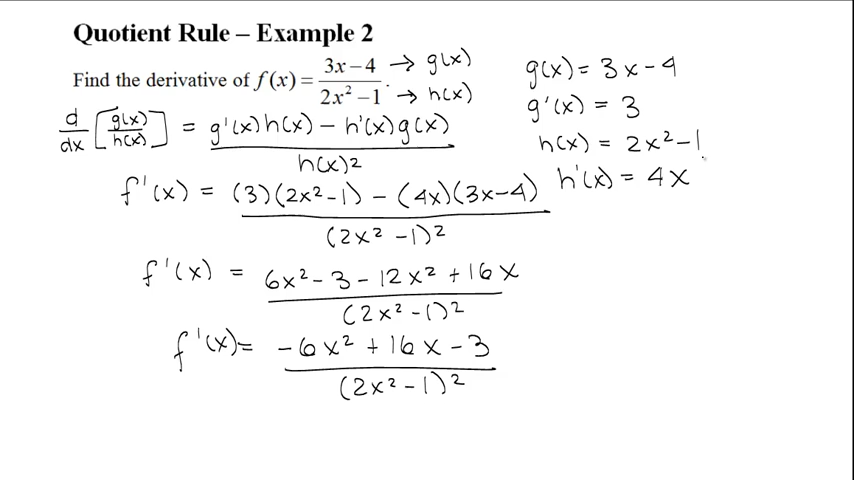 Quotient Rule – Example 2
Find the derivative of f(x) = (3x − 4)/(2x² − 1). → g(x) → h(x)
g(x) = 3x − 4
g'(x) = 3
h(x) = 2x² − 1
h'(x) = 4x
d/dx [g(x)/h(x)] = (g'(x)h(x) − h'(x)g(x))/h(x)²
f'(x) = ((3)(2x² − 1) − (4x)(3x − 4))/(2x² − 1)²
f'(x) = (6x² − 3 − 12x² + 16x)/(2x² − 1)²
f'(x) = (−6x² + 16x − 3)/(2x² − 1)²